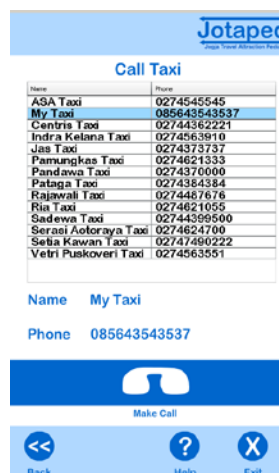 Jotaped
Call Taxi
Name Phone
ASA Taxi 0274545545
My Taxi 085643543537
Centris Taxi 02744362221
Indra Kelana Taxi 0274563910
Jas Taxi 0274373737
Pamungkas Taxi 0274621333
Pandawa Taxi 0274370000
Pataga Taxi 0274384384
Rajawali Taxi 0274487676
Ria Taxi 0274621055
Sadewa Taxi 02744399500
Serasi Aotoraya Taxi 0274624700
Setia Kawan Taxi 02747490222
Vetri Puskoveri Taxi 0274563551
Name My Taxi
Phone 085643543537
Make Call
Back Help Exit